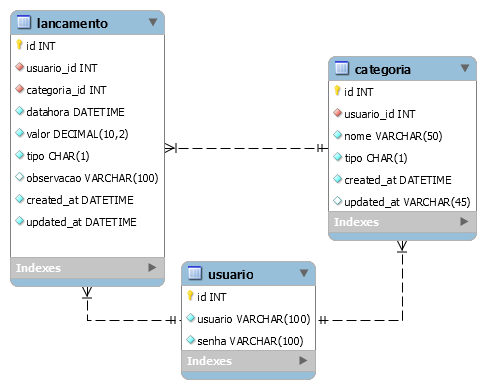 lancamento
id INT
usuario_id INT
categoria_id INT
datahora DATETIME
valor DECIMAL(10,2)
tipo CHAR(1)
observacao VARCHAR(100)
created_at DATETIME
updated_at DATETIME
Indexes
categoria
id INT
usuario_id INT
nome VARCHAR(50)
tipo CHAR(1)
created_at DATETIME
updated_at VARCHAR(45)
Indexes
usuario
id INT
usuario VARCHAR(100)
senha VARCHAR(100)
Indexes